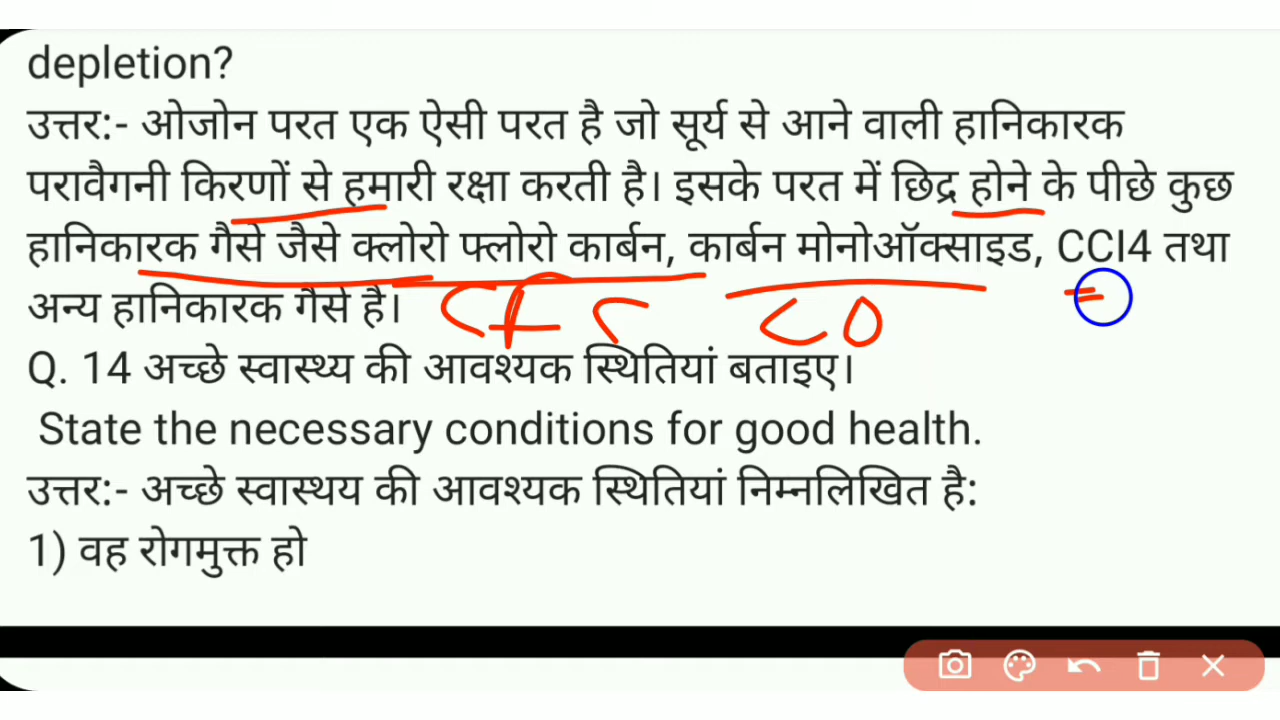 depletion?
उत्तर:- ओजोन परत एक ऐसी परत है जो सूर्य से आने वाली हानिकारक
परावैगनी किरणों से हमारी रक्षा करती है। इसके परत में छिद्र होने के पीछे कुछ
हानिकारक गैसे जैसे क्लोरो फ्लोरो कार्बन, कार्बन मोनोऑक्साइड, CCl4 तथा
अन्य हानिकारक गैसे है।
CFC CO
Q. 14 अच्छे स्वास्थ्य की आवश्यक स्थितियां बताइए।
State the necessary conditions for good health.
उत्तर:- अच्छे स्वास्थय की आवश्यक स्थितियां निम्नलिखित है:
1) वह रोगमुक्त हो